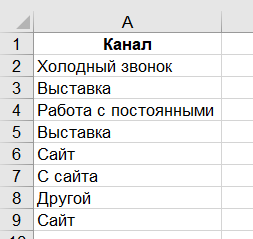 A
1 Канал
2 Холодный звонок
3 Выставка
4 Работа с постоянными
5 Выставка
6 Сайт
7 С сайта
8 Другой
9 Сайт